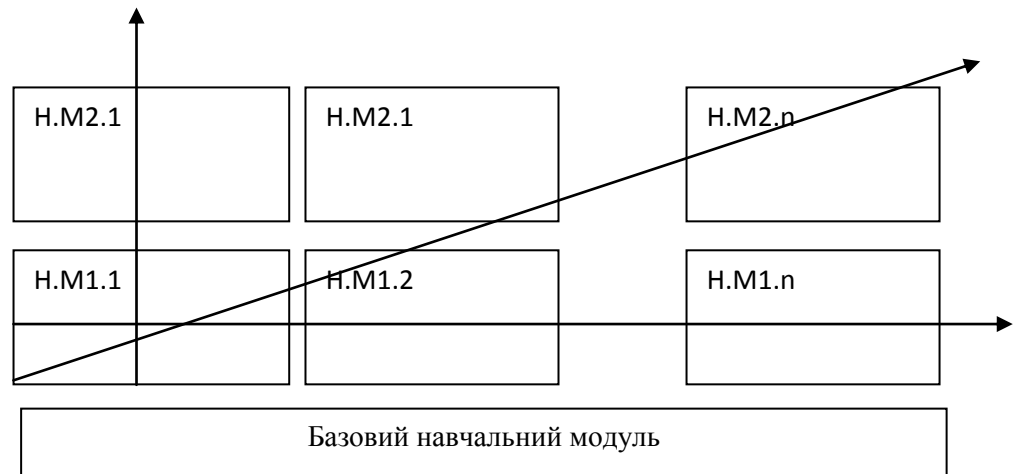 Н.М2.1
Н.М2.1
Н.М2.n
Н.М1.1
Н.М1.2
Н.М1.n
Базовий навчальний модуль